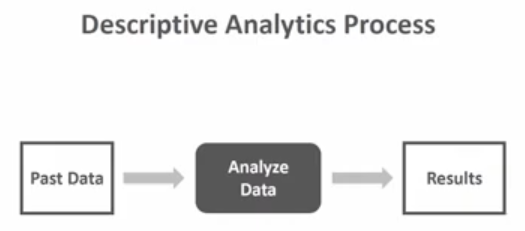 Descriptive Analytics Process
Past Data
Analyze
Data
Results